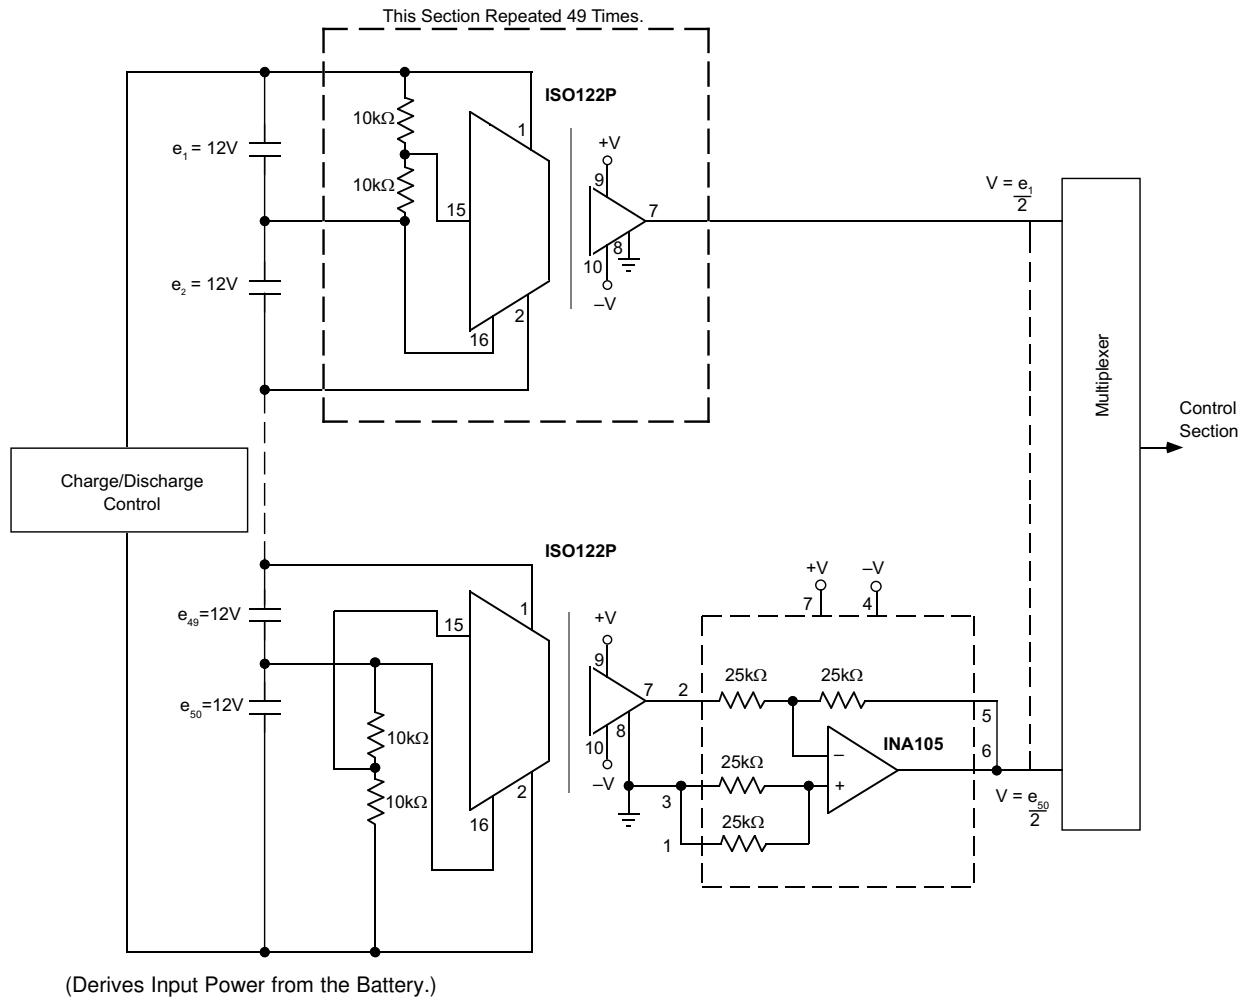 This Section Repeated 49 Times.
ISO122P
10kΩ
1
+V
e1 = 12V
9
10kΩ
V = e1
2
15
7
8
10
e2 = 12V
–V
2
16
Multiplexer
Control
Section
Charge/Discharge
Control
ISO122P
+V
–V
7
4
e49=12V
1
15
+V
9
25kΩ
25kΩ
7
2
e50=12V
5
8
10kΩ
10
INA105
6
–
25kΩ
–V
2
+
10kΩ
3
V = e50
2
16
25kΩ
1
(Derives Input Power from the Battery.)